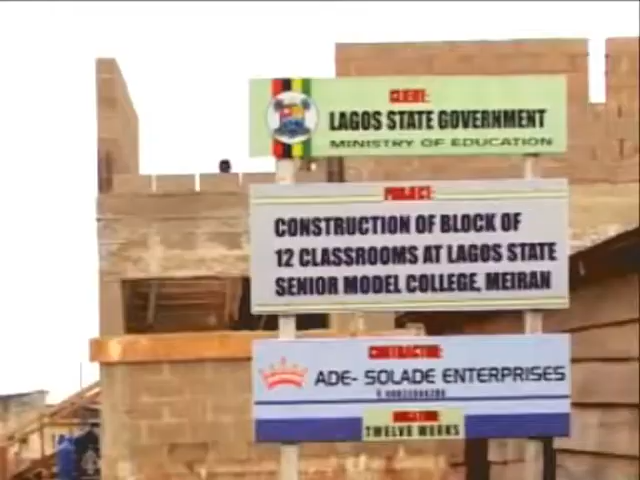 CLIENT:
LAGOS STATE GOVERNMENT
MINISTRY OF EDUCATION
PROJECT:
CONSTRUCTION OF BLOCK OF
12 CLASSROOMS AT LAGOS STATE
SENIOR MODEL COLLEGE, MEIRAN
CONTRACTOR:
ADE- SOLADE ENTERPRISES
TWELVE WEEKS